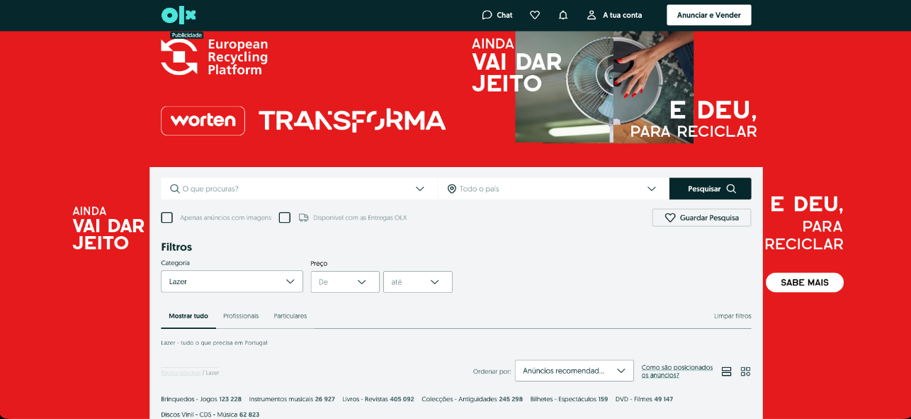 olx
Chat
A tua conta
Anunciar e Vender
Publicidade
European
Recycling
Platform
worten TRANSFORMA
AINDA
VAI DAR
JEITO
E DEU,
PARA RECICLAR
O que procuras?
Todo o país
Pesquisar
Apenas anúncios com imagens
Disponível com as Entregas OLX
Guardar Pesquisa
AINDA
VAI DAR
JEITO
E DEU,
PARA
RECICLAR
SABE MAIS
Filtros
Categoria
Preço
Lazer
De
até
Mostrar tudo
Profissionais
Particulares
Limpar filtros
Lazer - tudo o que precisa em Portugal
Página principal / Lazer
Ordenar por:
Anúncios recomendad...
Como são posicionados
os anúncios?
Brinquedos - Jogos 123 228
Instrumentos musicais 26 927
Livros - Revistas 405 092
Colecções - Antiguidades 245 298
Bilhetes - Espectáculos 159
DVD - Filmes 49 147
Discos Vinil - CDS - Música 62 823